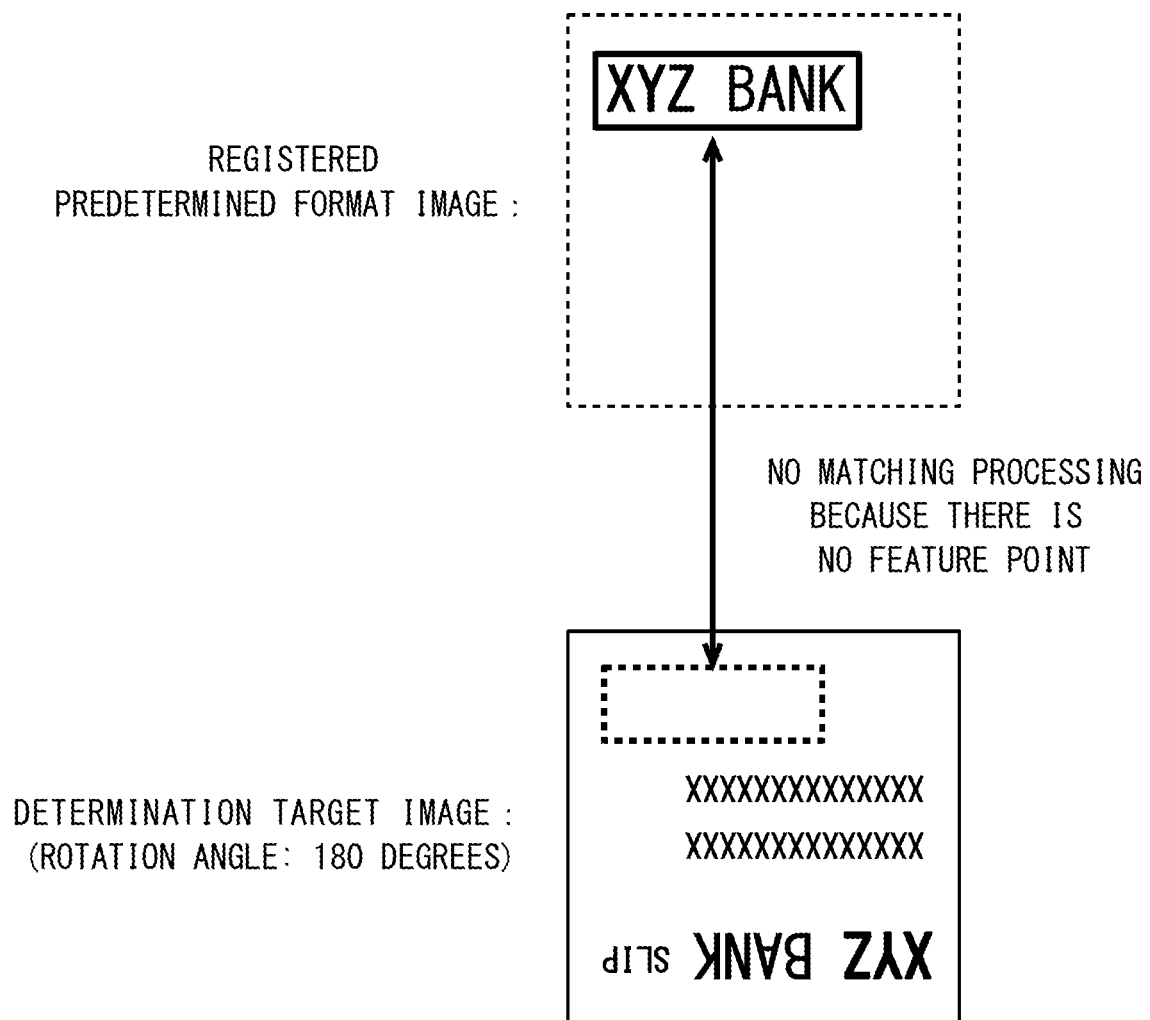 XYZ BANK
REGISTERED
PREDETERMINED FORMAT IMAGE :
NO MATCHING PROCESSING
BECAUSE THERE IS
NO FEATURE POINT
XXXXXXXXXXXXXX
XXXXXXXXXXXXXX
DETERMINATION TARGET IMAGE :
(ROTATION ANGLE: 180 DEGREES)
XYZ BANK SLIP